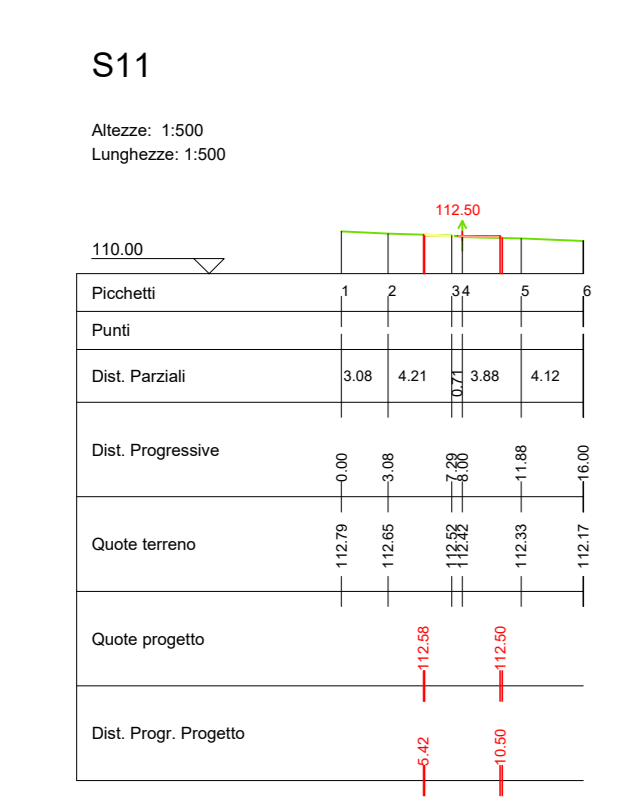 S11
Altezze: 1:500
Lunghezze: 1:500
112.50
110.00
Picchetti 1 2 3 4 5 6
Punti
Dist. Parziali 3.08 4.21 0.71 3.88 4.12
Dist. Progressive 0.00 3.08 7.29 8.00 11.88 16.00
Quote terreno 112.79 112.65 112.52 112.42 112.33 112.17
Quote progetto 112.58 112.50
Dist. Progr. Progetto 5.42 10.50